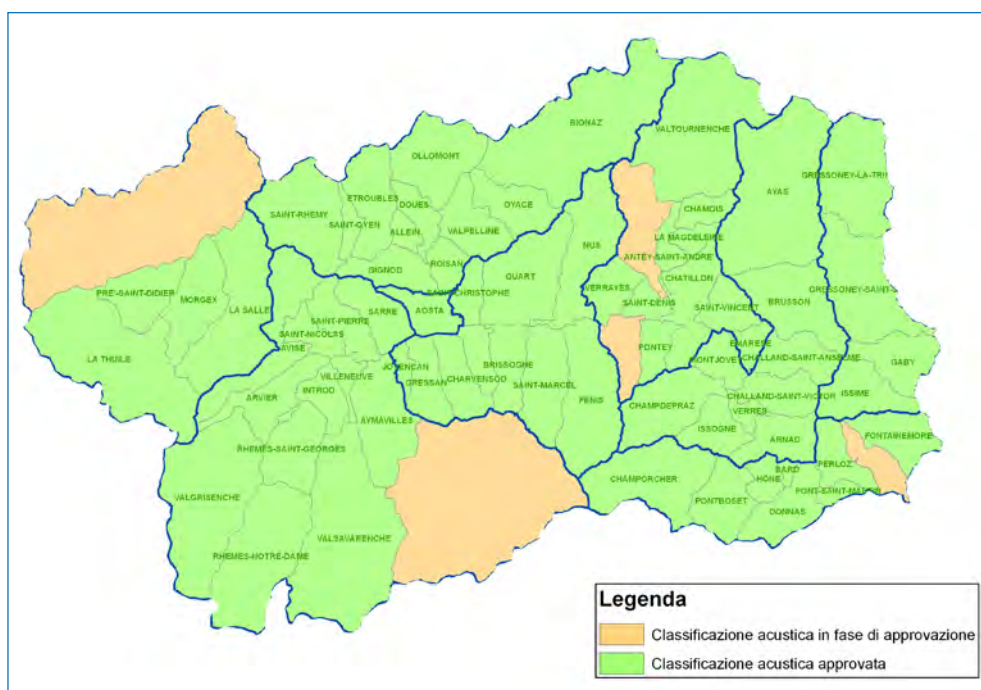 BIONAZ
VALTOURNENCHE
OLLOMONT
GRESSONEY-LA-TRIN
AYAS
ETROUBLES
DOUES
OYACE
CHAMOIS
SAINT-RHEMY
SAINT-OYEN
ALLEIN
VALPELLINE
LA MAGDELEINE
NUS
ANTEY-SAINT-ANDRE
ROISAN
GIGNOD
QUART
CHATILLON
VERRAYES
SAINT-CHRISTOPHE
GRESSONEY-SAINT-J
PRE'-SAINT-DIDIER
MORGEX
LA SALLE
SAINT-DENIS
BRUSSON
SAINT-VINCENT
SARRE
AOSTA
SAINT-PIERRE
SAINT-NICOLAS
EMARESE
PONTEY
AVISE
LA THUILE
MONTJOVE
CHALLAND-SAINT-ANSELME
GABY
JOVENCAN
BRISSOGNE
VILLENEUVE
GRESSAN
CHARVENSOD
SAINT-MARCEL
INTROD
ARVIER
FENIS
CHALLAND-SAINT-VICTOR
ISSIME
CHAMPDEPRAZ
VERRES
AYMAVILLES
ISSOGNE
ARNAD
FONTAINEMORE
RHEMES-SAINT-GEORGES
PERLOZ
BARD
CHAMPORCHER
HONE
PONT-SAINT-MARTIN
VALGRISENCHE
PONTBOSET
DONNAS
VALSAVARENCHE
RHEMES-NOTRE-DAME
Legenda
Classificazione acustica in fase di approvazione
Classificazione acustica approvata